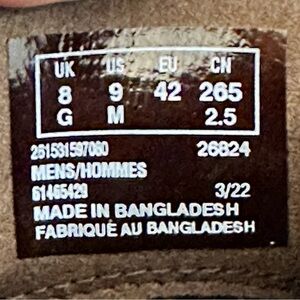 UK US EU CN
8 9 42 265
G M 2.5
261531597060 26824
MENS/HOMMES
61465429 3/22
MADE IN BANGLADESH
FABRIQUÉ AU BANGLADESH